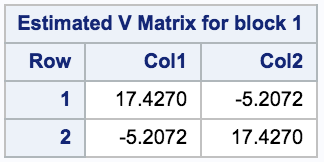 Estimated V Matrix for block 1
Row Col1 Col2
1 17.4270 -5.2072
2 -5.2072 17.4270